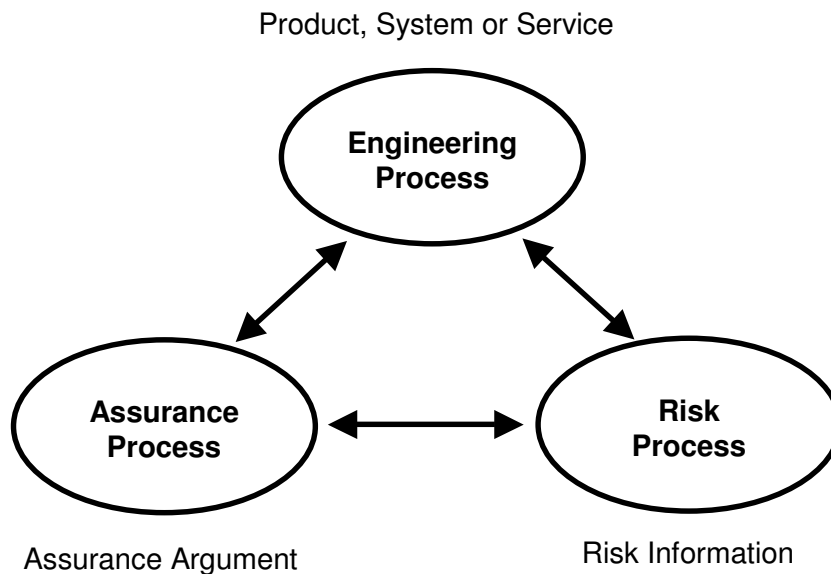 Product, System or Service
Engineering
Process
Assurance
Process
Risk
Process
Assurance Argument
Risk Information